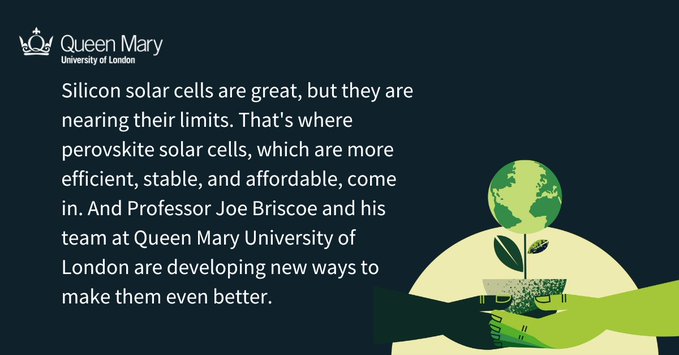 Queen Mary
University of London
Silicon solar cells are great, but they are
nearing their limits. That's where
perovskite solar cells, which are more
efficient, stable, and affordable, come
in. And Professor Joe Briscoe and his
team at Queen Mary University of
London are developing new ways to
make them even better.